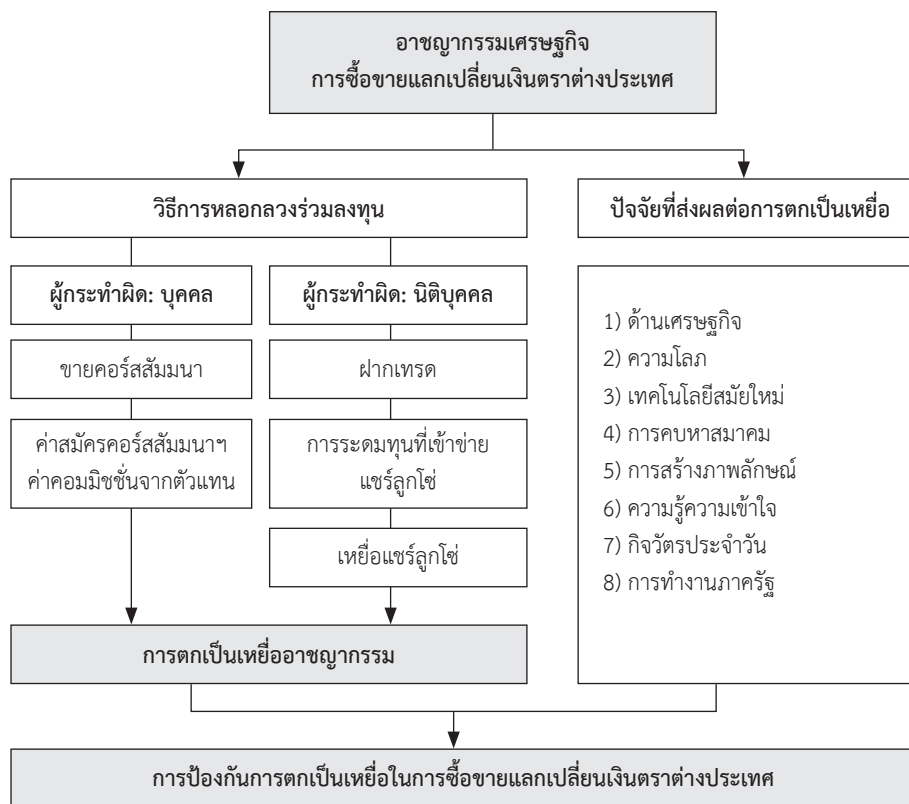 อาชญากรรมเศรษฐกิจ
การซื้อขายแลกเปลี่ยนเงินตราต่างประเทศ
วิธีการหลอกลวงร่วมลงทุน
ปัจจัยที่ส่งผลต่อการตกเป็นเหยื่อ
ผู้กระทำผิด: บุคคล
ผู้กระทำผิด: นิติบุคคล
ขายคอร์สสัมมนา
ฝากเทรด
ค่าสมัครคอร์สสัมมนาฯ
ค่าคอมมิชชั่นจากตัวแทน
การระดมทุนที่เข้าข่าย
แชร์ลูกโซ่
เหยื่อแชร์ลูกโซ่
1) ด้านเศรษฐกิจ
2) ความโลภ
3) เทคโนโลยีสมัยใหม่
4) การคบหาสมาคม
5) การสร้างภาพลักษณ์
6) ความรู้ความเข้าใจ
7) กิจวัตรประจำวัน
8) การทำงานภาครัฐ
การตกเป็นเหยื่ออาชญากรรม
การป้องกันการตกเป็นเหยื่อในการซื้อขายแลกเปลี่ยนเงินตราต่างประเทศ